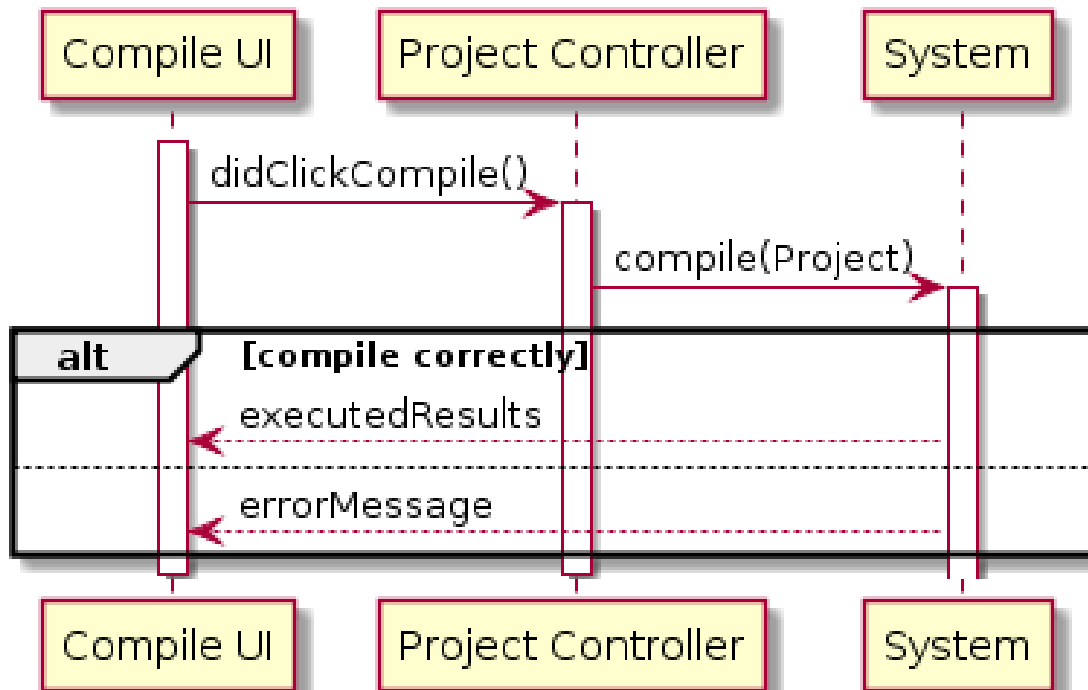 Compile UI
Project Controller
System
didClickCompile()
compile(Project)
alt
[compile correctly]
executedResults
errorMessage
Compile UI
Project Controller
System